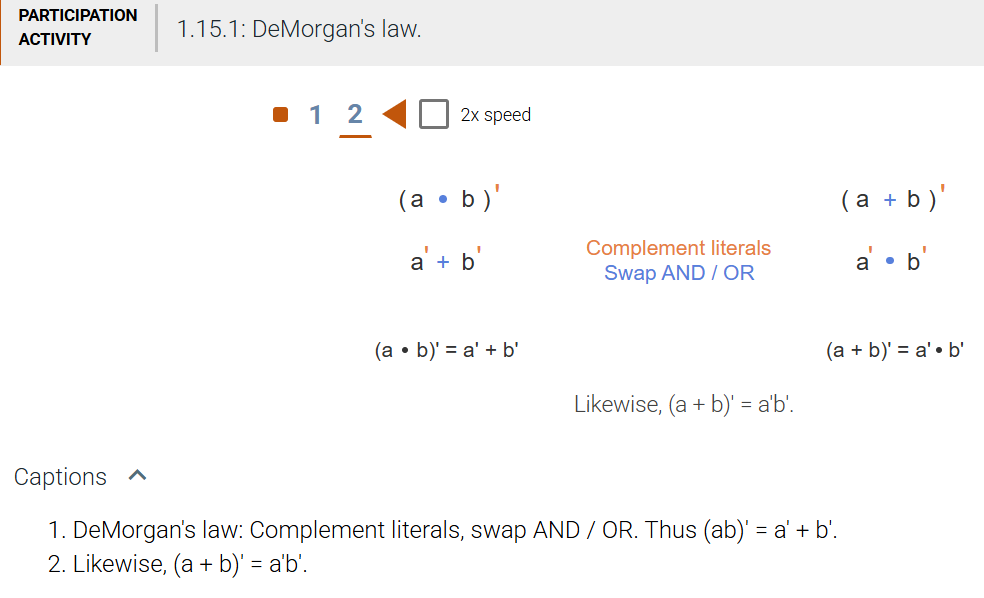 PARTICIPATION
ACTIVITY
1.15.1: DeMorgan's law.
1 2 2x speed
( a • b )' ( a + b )'
a' + b' Complement literals a' • b'
Swap AND / OR
(a • b)' = a' + b' (a + b)' = a' • b'
Likewise, (a + b)' = a'b'.
Captions
1. DeMorgan's law: Complement literals, swap AND / OR. Thus (ab)' = a' + b'.
2. Likewise, (a + b)' = a'b'.